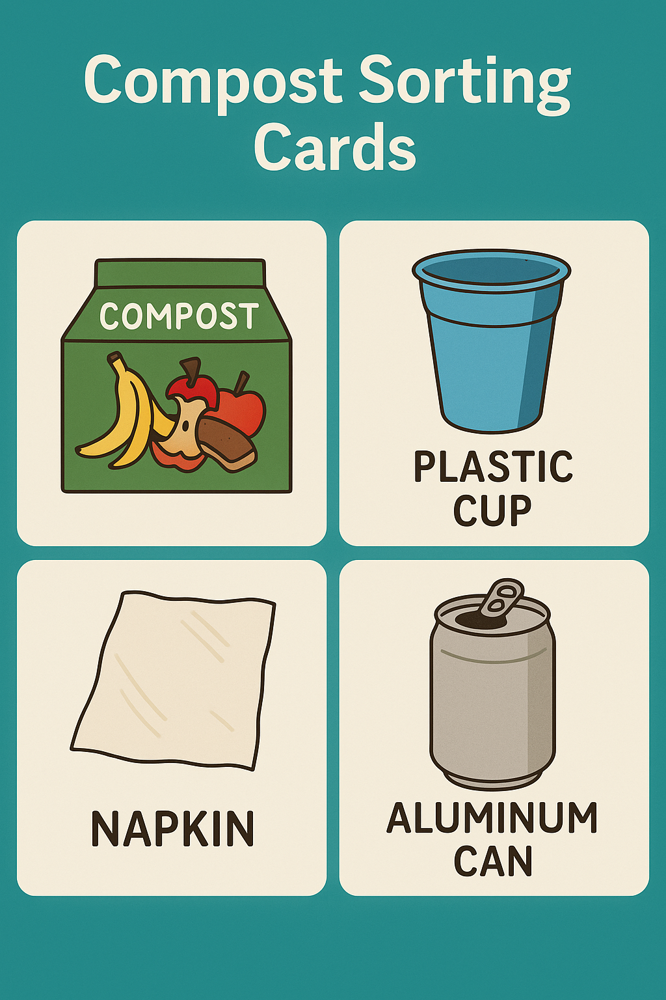 Compost Sorting
Cards
COMPOST
PLASTIC
CUP
NAPKIN
ALUMINUM
CAN